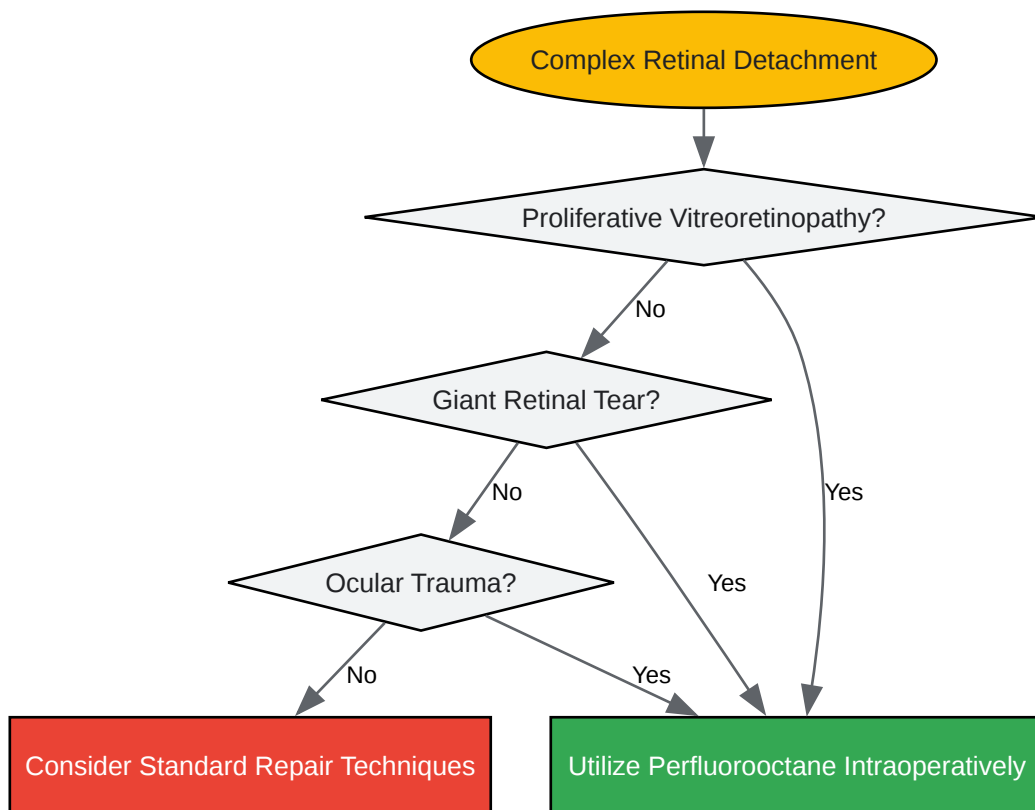 Complex Retinal Detachment
Proliferative Vitreoretinopathy?
No
Giant Retinal Tear?
No
Yes
Ocular Trauma?
Yes
No
Yes
Consider Standard Repair Techniques
Utilize Perfluorooctane Intraoperatively